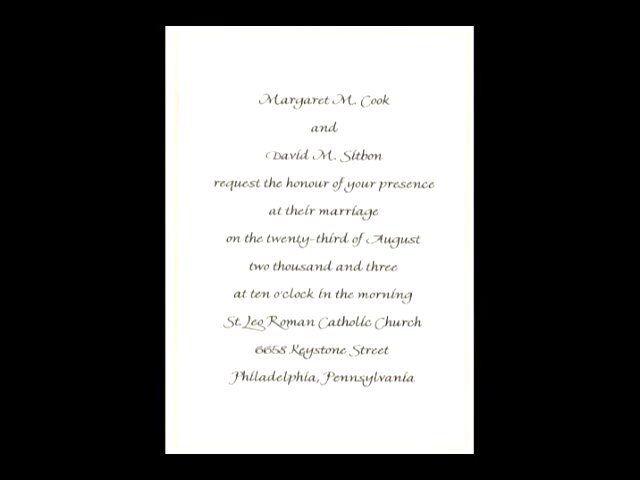 Margaret M. Cook
and
David M. Sitbon
request the honour of your presence
at their marriage
on the twenty-third of August
two thousand and three
at ten o'clock in the morning
St. Leo Roman Catholic Church
6658 Keystone Street
Philadelphia, Pennsylvania